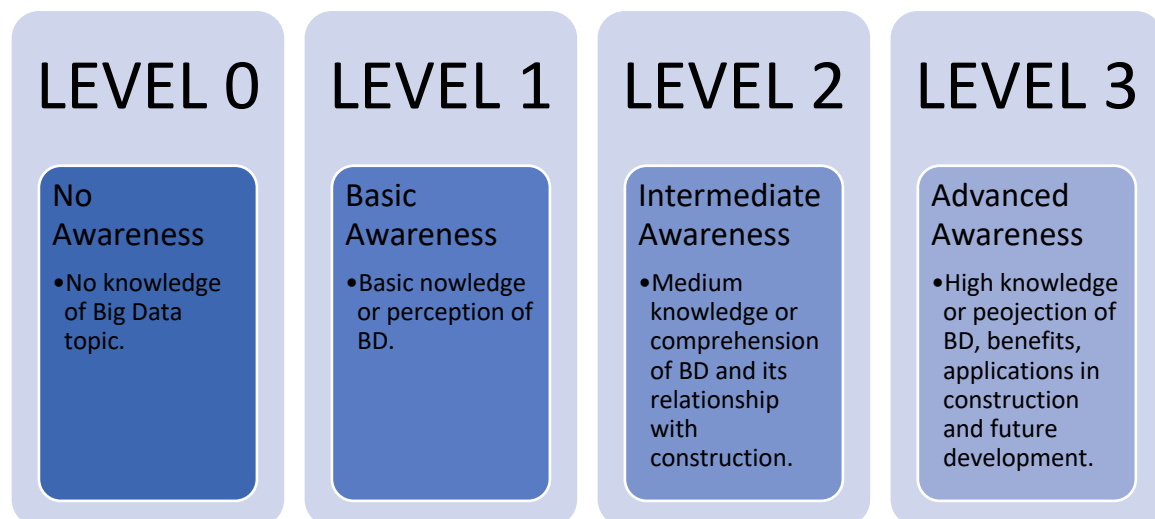 LEVEL 0
No
Awareness
•No knowledge
of Big Data
topic.
LEVEL 1
Basic
Awareness
•Basic nowledge
or perception of
BD.
LEVEL 2
Intermediate
Awareness
•Medium
knowledge or
comprehension
of BD and its
relationship
with
construction.
LEVEL 3
Advanced
Awareness
•High knowledge
or peojection of
BD, benefits,
applications in
construction
and future
development.